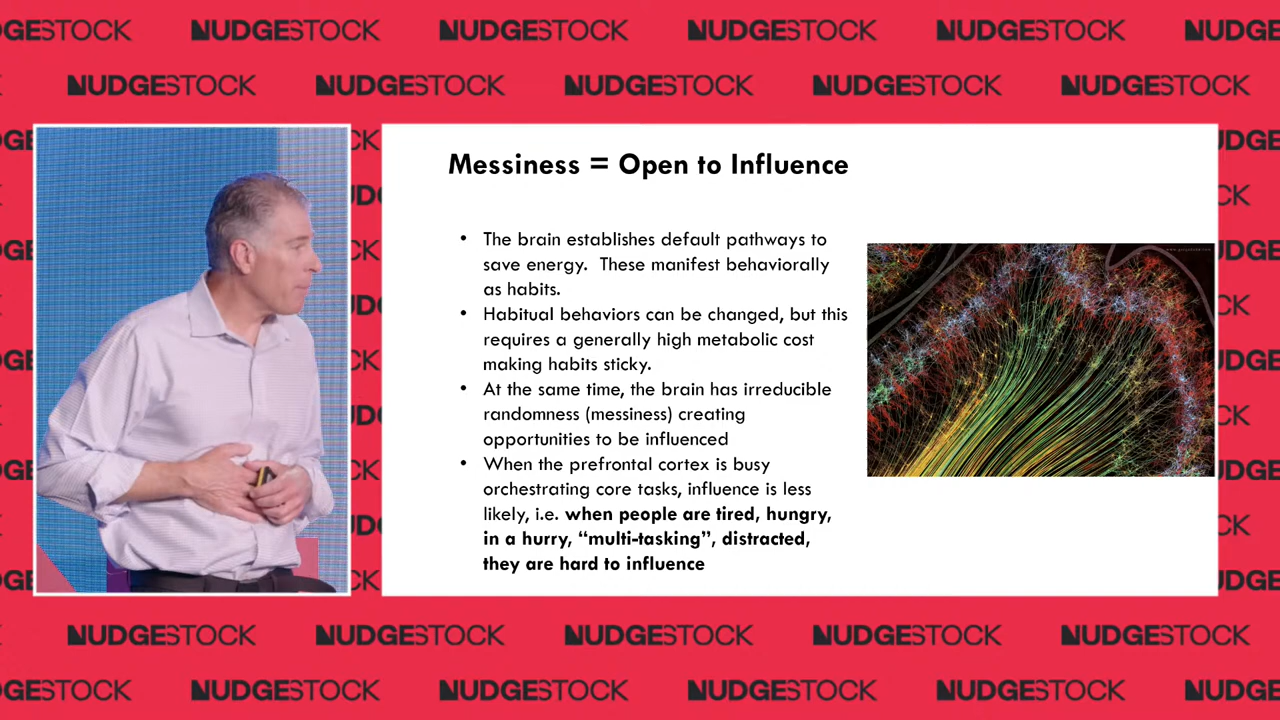 NUDGESTOCK NUDGESTOCK NUDGESTOCK NUDGESTOCK
NUDGESTOCK NUDGESTOCK NUDGESTOCK NUDGESTOCK NUDGESTOCK
Messiness = Open to Influence
• The brain establishes default pathways to
save energy. These manifest behaviorally
as habits.
• Habitual behaviors can be changed, but this
requires a generally high metabolic cost
making habits sticky.
• At the same time, the brain has irreducible
randomness (messiness) creating
opportunities to be influenced
• When the prefrontal cortex is busy
orchestrating core tasks, influence is less
likely, i.e. when people are tired, hungry,
in a hurry, “multi-tasking”, distracted,
they are hard to influence
NUDGESTOCK NUDGESTOCK NUDGESTOCK NUDGESTOCK NUDGESTOCK
NUDGESTOCK NUDGESTOCK NUDGESTOCK NUDGESTOCK